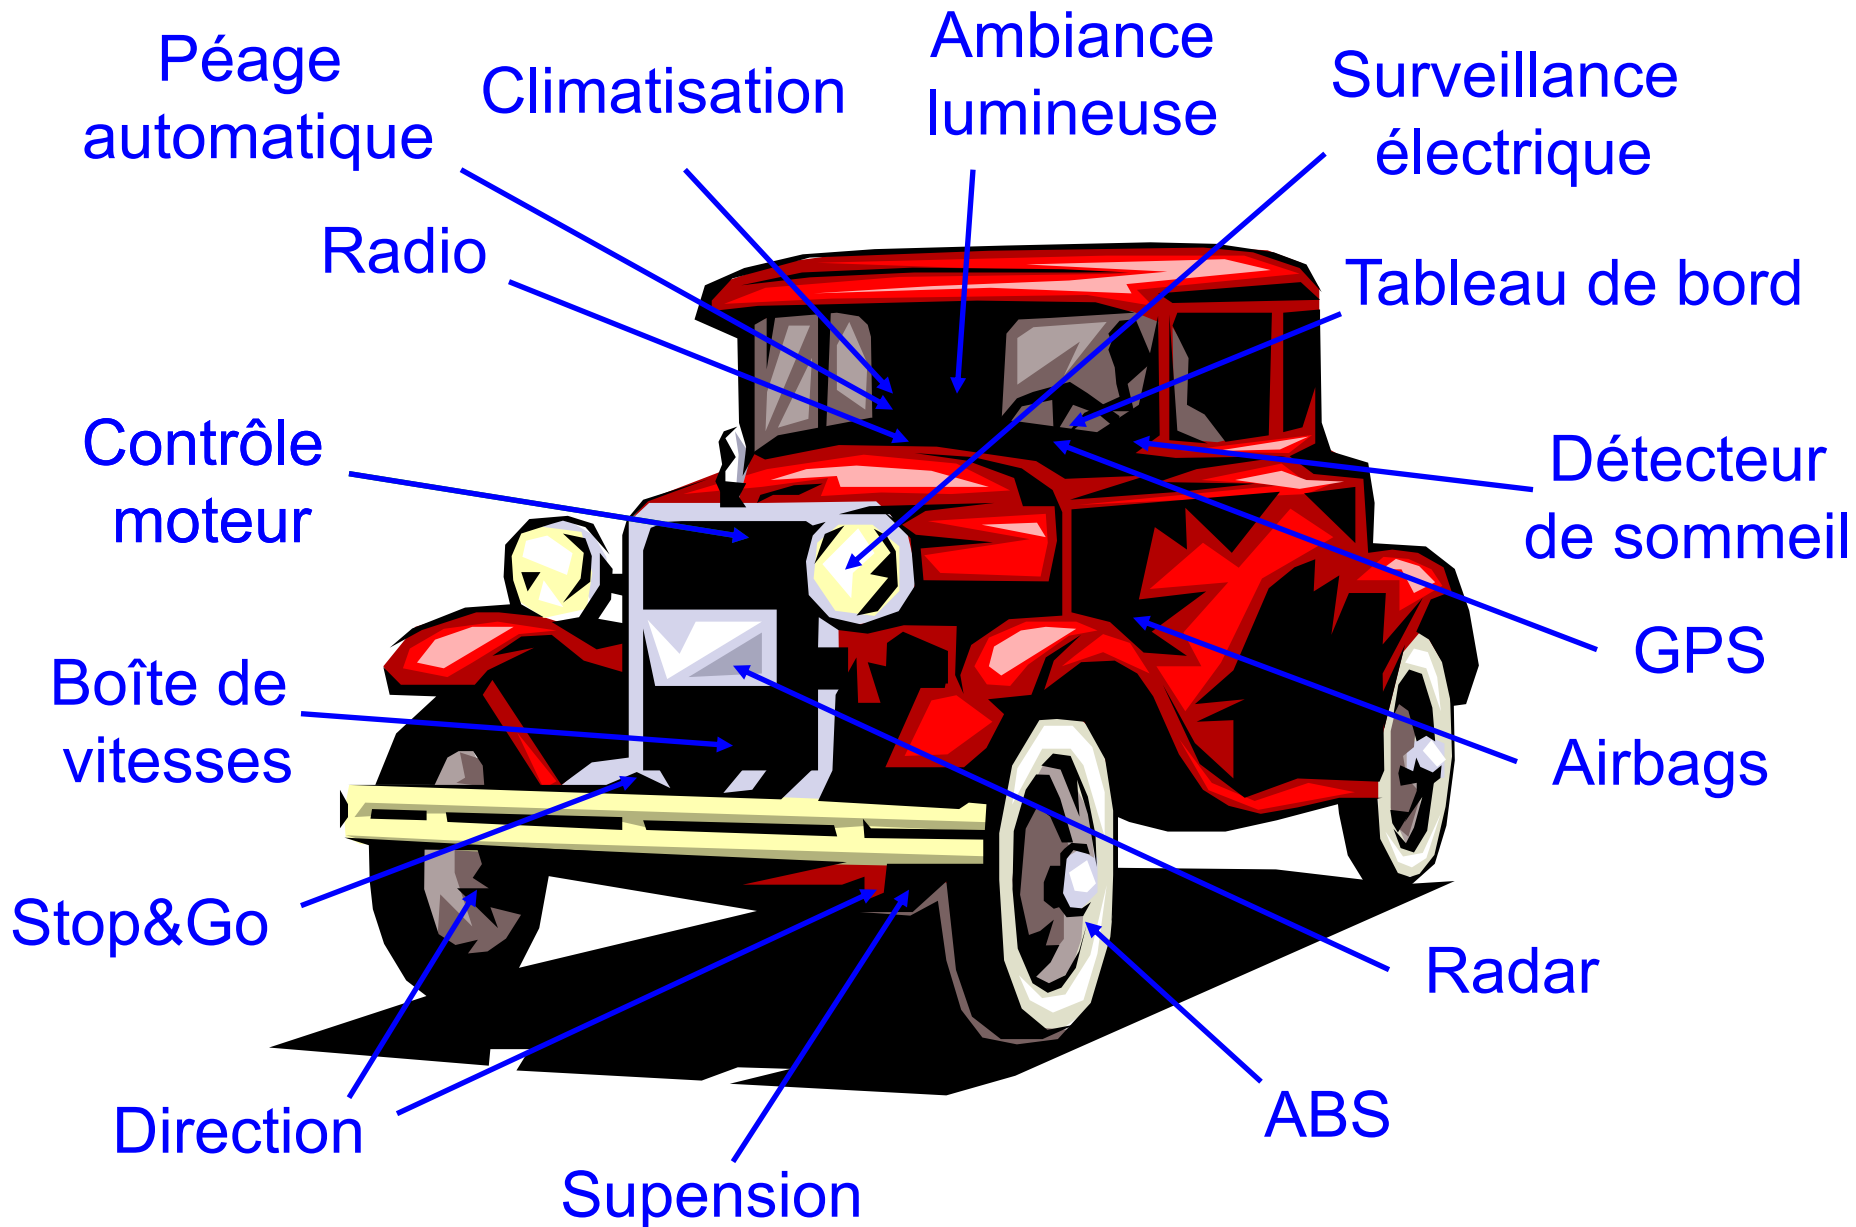 Péage
automatique
Climatisation
Ambiance
lumineuse
Surveillance
électrique
Radio
Tableau de bord
Contrôle
moteur
Détecteur
de sommeil
Boîte de
vitesses
GPS
Airbags
Stop&Go
Radar
Direction
ABS
Supension